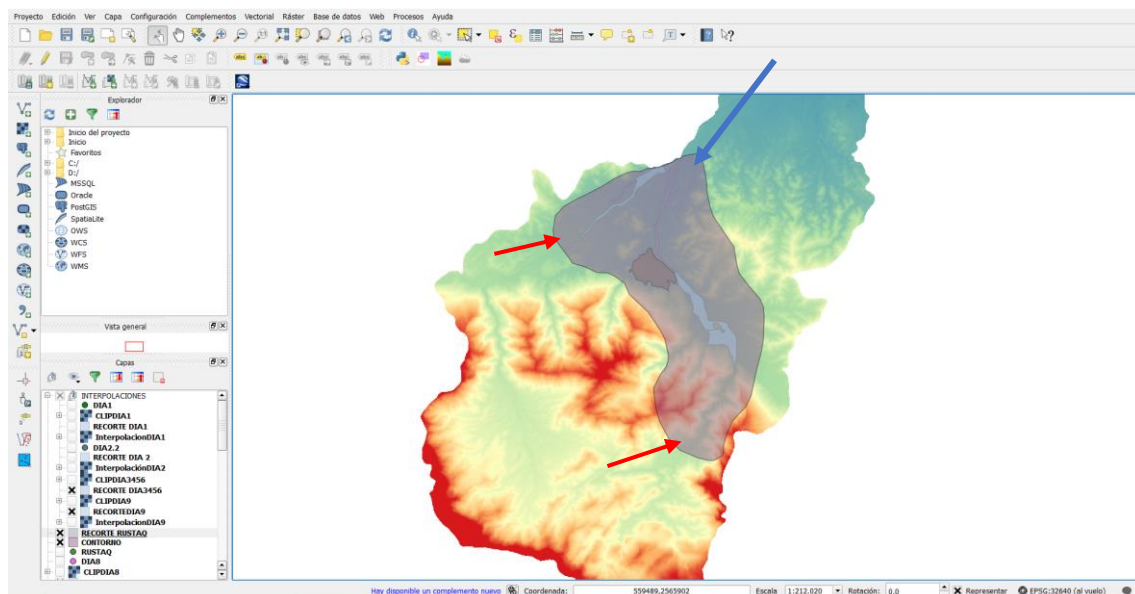 Proyecto Edición Ver Capa Configuración Complementos Vectorial Ráster Base de datos Web Procesos Ayuda
Explorador
Inicio del proyecto
Inicio
Favoritos
C:/
D:/
MSSQL
Oracle
PostGIS
SpatiaLite
OWS
WCS
WFS
WMS
Vista general
Capas
INTERPOLACIONES
DIA1
CLIPDIA1
RECORTE DIA1
InterpolacionDIA1
DIA2.2
RECORTE DIA 2
InterpolaciónDIA2
CLIPDIA3456
RECORTE DIA3456
CLIPDIA9
RECORTEDIA9
InterpolacionDIA9
RECORTE RUSTAQ
CONTORNO
RUSTAQ
DIA8
CLIPDIA8
Hay disponible un complemento nuevo Coordenada: 559489,2565902 Escala 1:212.020 Rotación: 0,0 Representar EPSG:32640 (al vuelo)